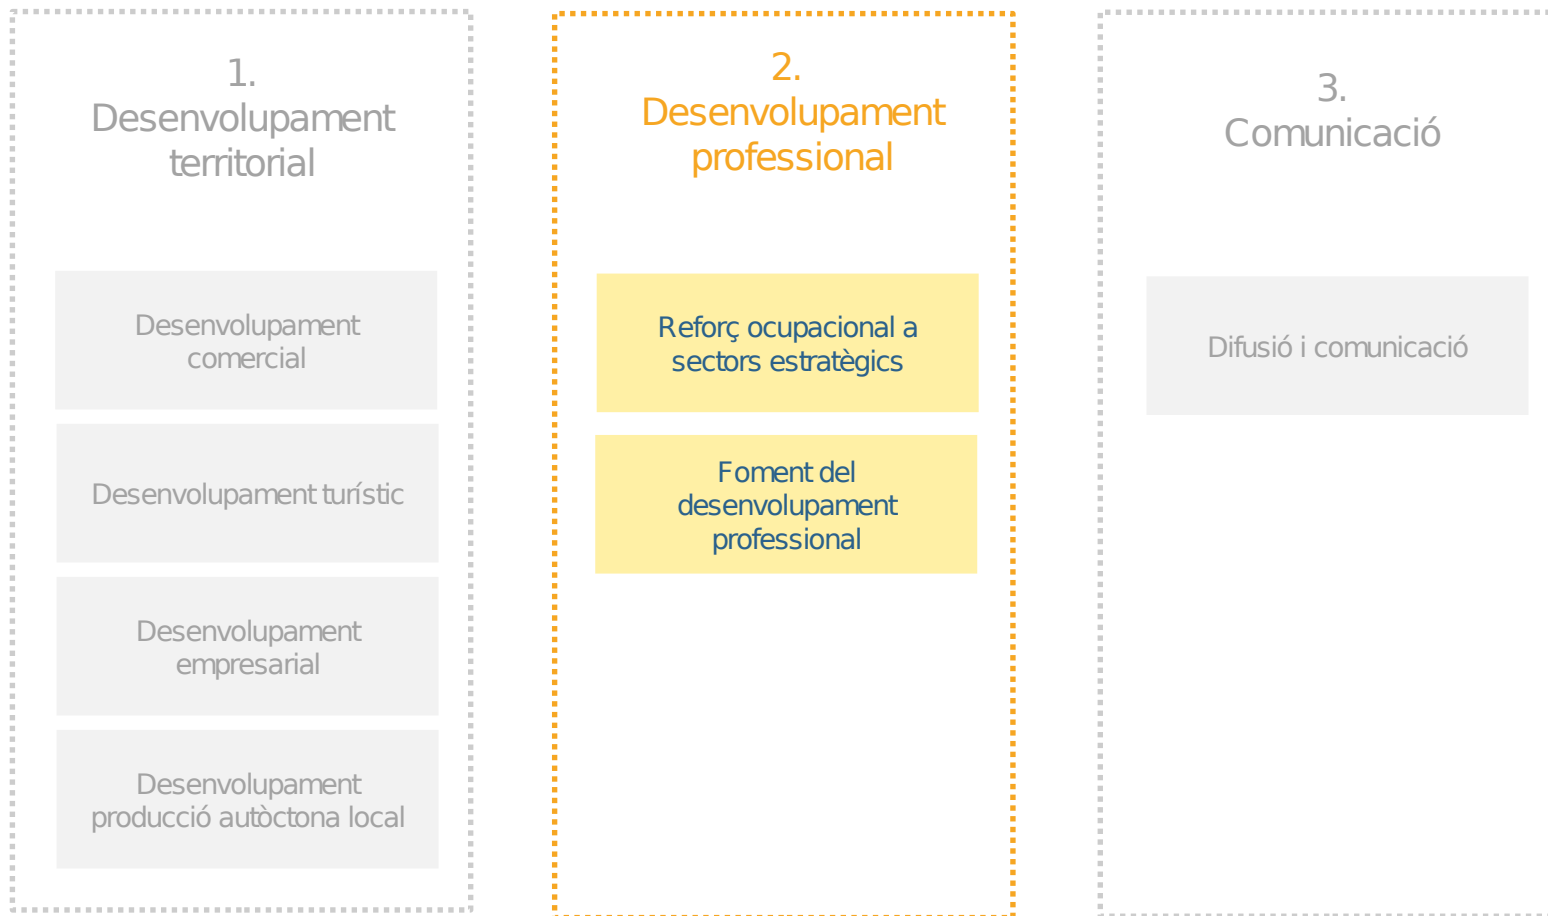 1.
Desenvolupament
territorial
Desenvolupament
comercial
Desenvolupament turístic
Desenvolupament
empresarial
Desenvolupament
producció autòctona local
2.
Desenvolupament
professional
Reforç ocupacional a
sectors estratègics
Foment del
desenvolupament
professional
3.
Comunicació
Difusió i comunicació